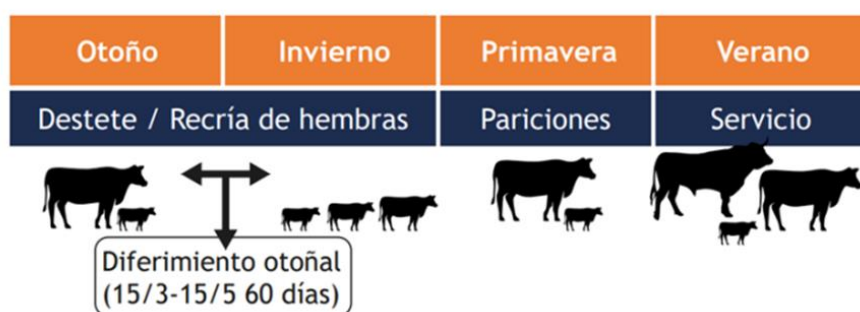 Otoño Invierno Primavera Verano
Destete / Recría de hembras Pariciones Servicio
Diferimiento otoñal
(15/3-15/5 60 días)